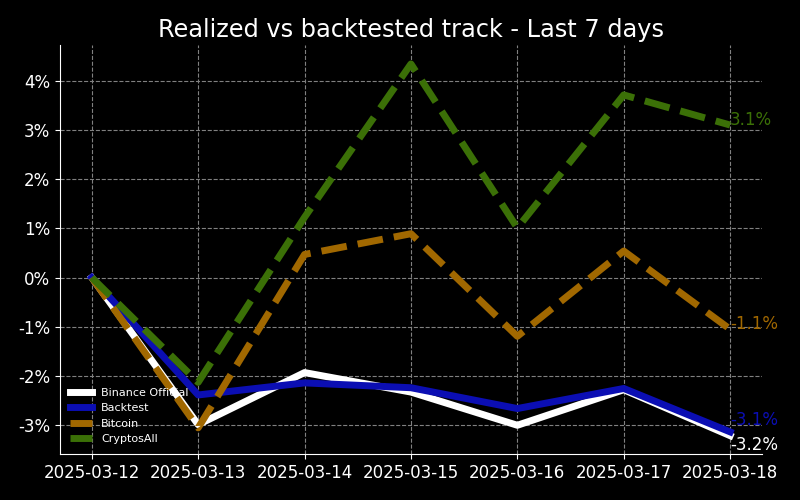 Realized vs backtested track - Last 7 days
4%
3%
2%
1%
0%
-1%
-2%
-3%
3.1%
-1.1%
-3.1%
-3.2%
Binance Official
Backtest
Bitcoin
CryptosAll
2025-03-12 2025-03-13 2025-03-14 2025-03-15 2025-03-16 2025-03-17 2025-03-18